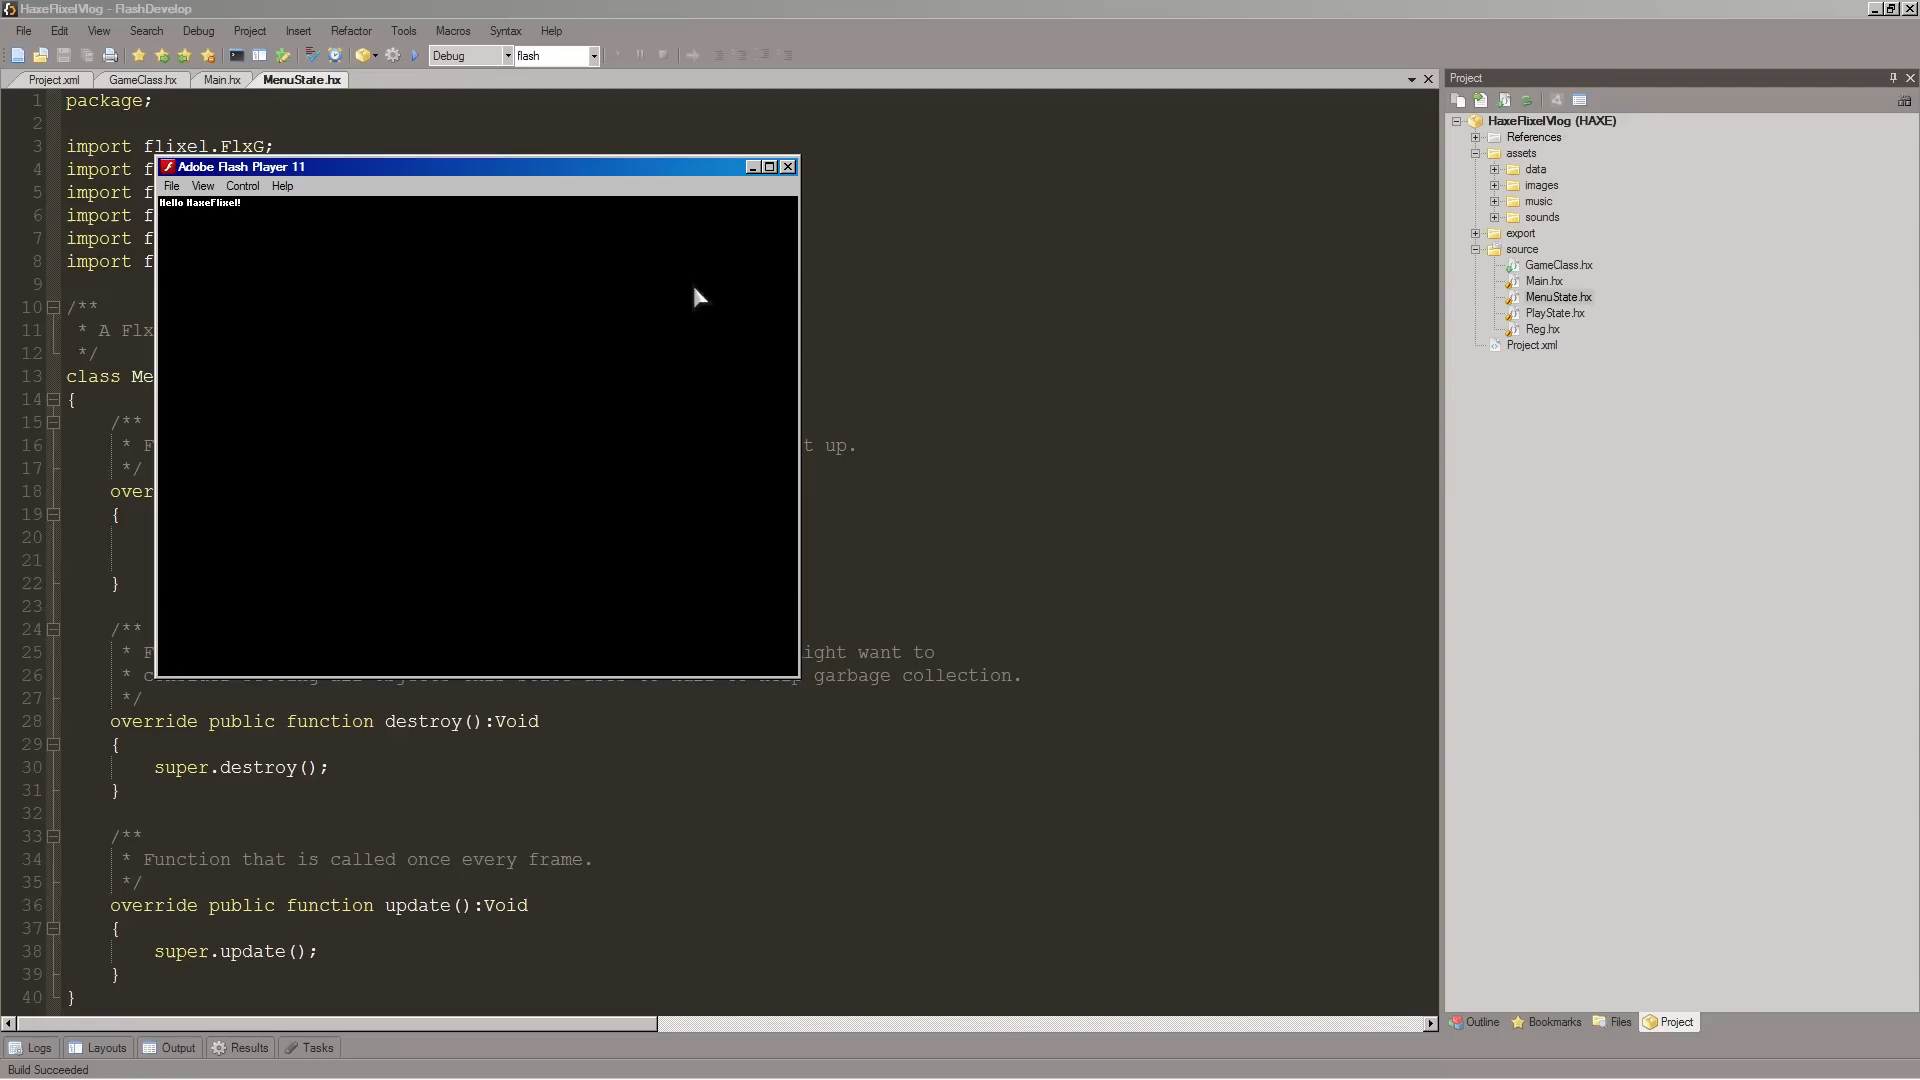 HaxeFlixelVlog - FlashDevelop
File Edit View Search Debug Project Insert Refactor Tools Macros Syntax Help
Debug flash
Project.xml GameClass.hx Main.hx MenuState.hx
1 package;
2
3 import flixel.FlxG;
4 import f
5 import f
6 import f
7 import f
8 import f
9
10 /**
11 * A Flx
12 */
13 class Me
14 {
15 /**
16 * F t up.
17 */
18 over
19 {
20
21
22 }
23
24 /**
25 * F ight want to
26 * garbage collection.
27 */
28 override public function destroy():Void
29 {
30 super.destroy();
31 }
32
33 /**
34 * Function that is called once every frame.
35 */
36 override public function update():Void
37 {
38 super.update();
39 }
40 }
Adobe Flash Player 11
File View Control Help
Hello HaxeFlixel!
Project
HaxeFlixelVlog (HAXE)
References
assets
data
images
music
sounds
export
source
GameClass.hx
Main.hx
MenuState.hx
PlayState.hx
Reg.hx
Project.xml
Outline Bookmarks Files Project
Logs Layouts Output Results Tasks
Build Succeeded